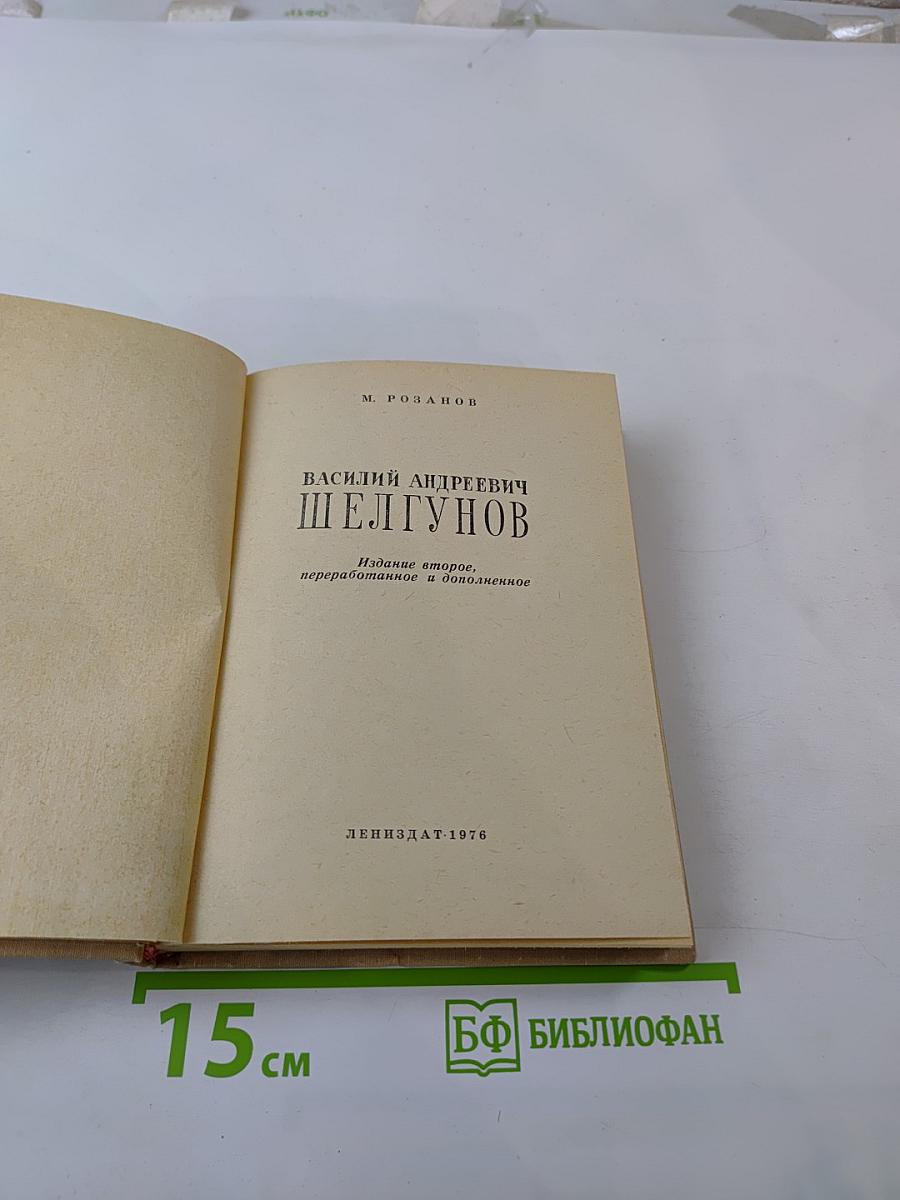 М. РОЗАНОВ
ВАСИЛИЙ АНДРЕЕВИЧ
ШЕЛГУНОВ
Издание второе,
переработанное и дополненное
ЛЕНИЗДАТ·1976
15 см
БФ БИБЛИОФАН